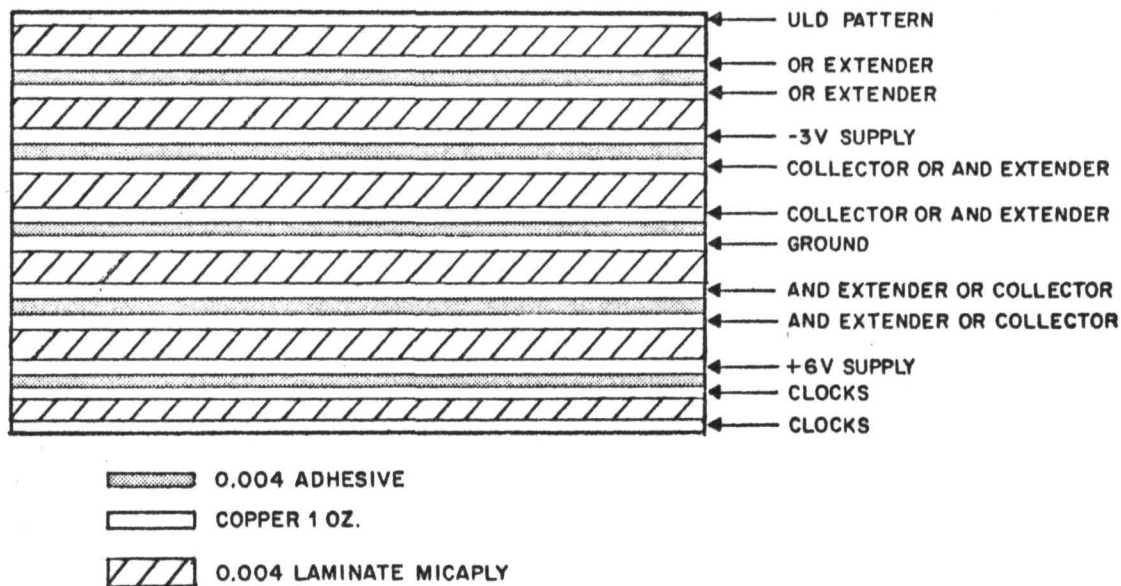 ULD PATTERN
OR EXTENDER
OR EXTENDER
-3V SUPPLY
COLLECTOR OR AND EXTENDER
COLLECTOR OR AND EXTENDER
GROUND
AND EXTENDER OR COLLECTOR
AND EXTENDER OR COLLECTOR
+6V SUPPLY
CLOCKS
CLOCKS
0.004 ADHESIVE
COPPER 1 OZ.
0.004 LAMINATE MICAPLY